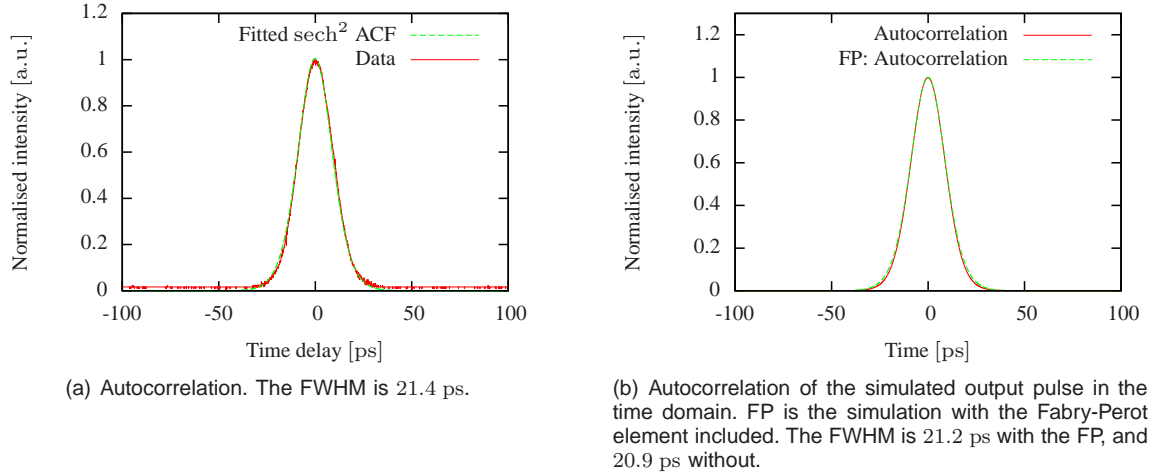 1.2
1
0.8
0.6
0.4
0.2
0
-100 -50 0 50 100
Normalised intensity [a.u.]
Time delay [ps]
Fitted sech² ACF
Data
(a) Autocorrelation. The FWHM is 21.4 ps.
1.2
1
0.8
0.6
0.4
0.2
0
-100 -50 0 50 100
Normalised intensity [a.u.]
Time [ps]
Autocorrelation
FP: Autocorrelation
(b) Autocorrelation of the simulated output pulse in the
time domain. FP is the simulation with the Fabry-Perot
element included. The FWHM is 21.2 ps with the FP, and
20.9 ps without.